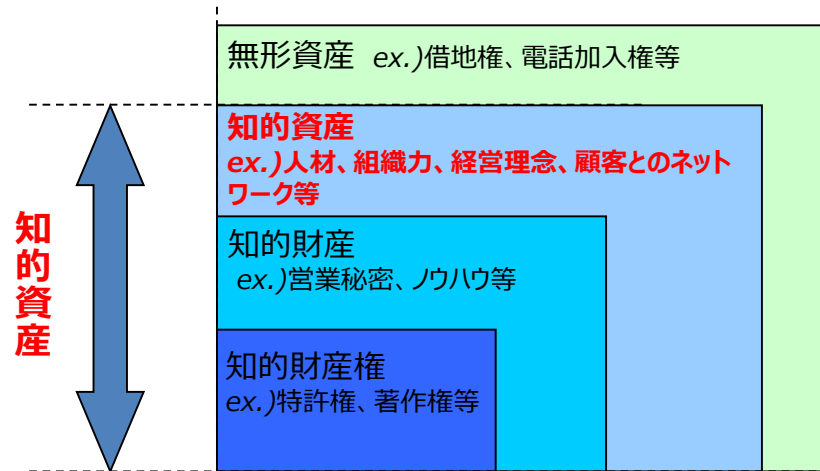 無形資産 ex.)借地権、電話加入権等
知的資産
ex.)人材、組織力、経営理念、顧客とのネット
ワーク等
知的財産
ex.)営業秘密、ノウハウ等
知的財産権
ex.)特許権、著作権等
知的資産